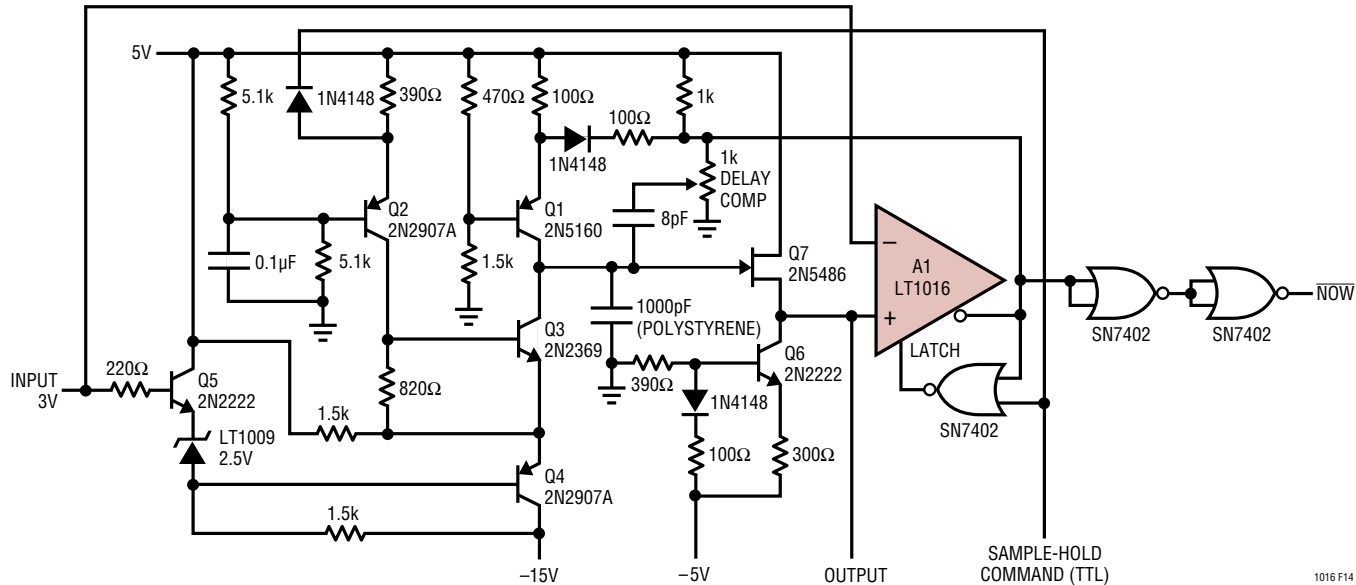 5V
5.1k
1N4148
390Ω
470Ω
100Ω
1k
100Ω
1N4148
1k
DELAY
COMP
8pF
Q2
2N2907A
Q1
2N5160
0.1µF
5.1k
1.5k
Q7
2N5486
A1
LT1016
–
+
LATCH
SN7402
SN7402
NOW
1000pF
(POLYSTYRENE)
Q3
2N2369
INPUT
3V
220Ω
Q5
2N2222
820Ω
390Ω
Q6
2N2222
1N4148
SN7402
1.5k
LT1009
2.5V
100Ω
300Ω
Q4
2N2907A
1.5k
–15V
–5V
OUTPUT
SAMPLE-HOLD
COMMAND (TTL)
1016 F14